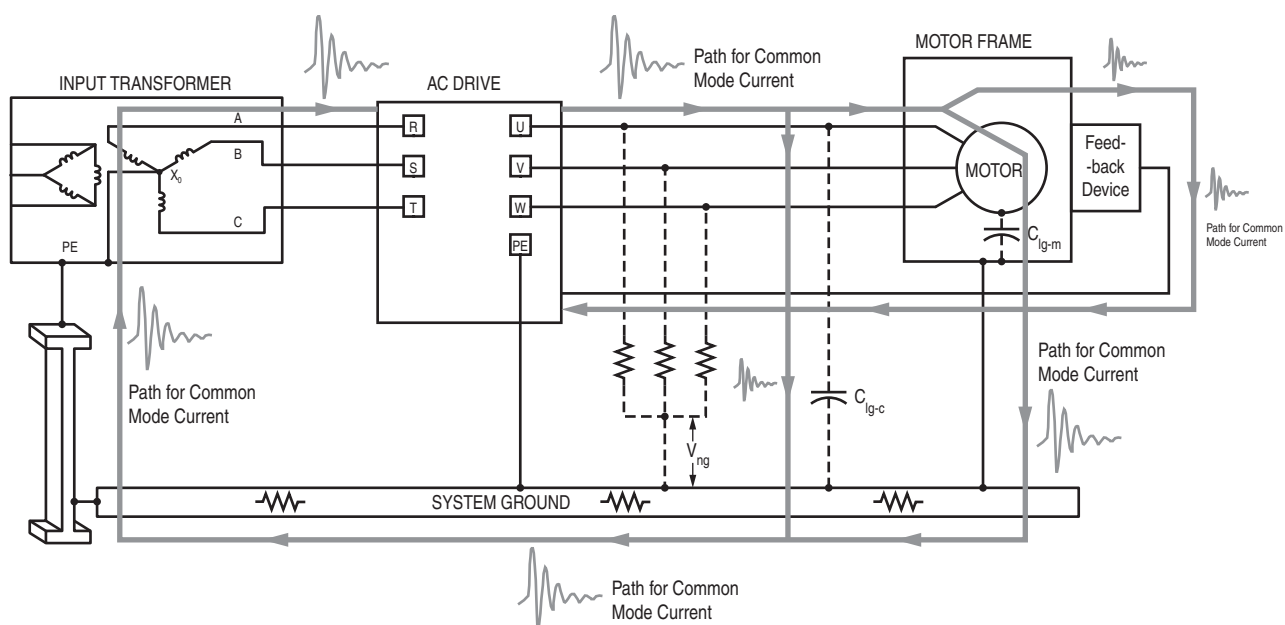 Path for Common
Mode Current
MOTOR FRAME
INPUT TRANSFORMER
AC DRIVE
A
R
U
B
X0
S
V
MOTOR
Feed-
-back
Device
C
T
W
Path for Common
Mode Current
PE
PE
Clg-m
Path for Common
Mode Current
Path for Common
Mode Current
Clg-c
Vng
SYSTEM GROUND
Path for Common
Mode Current